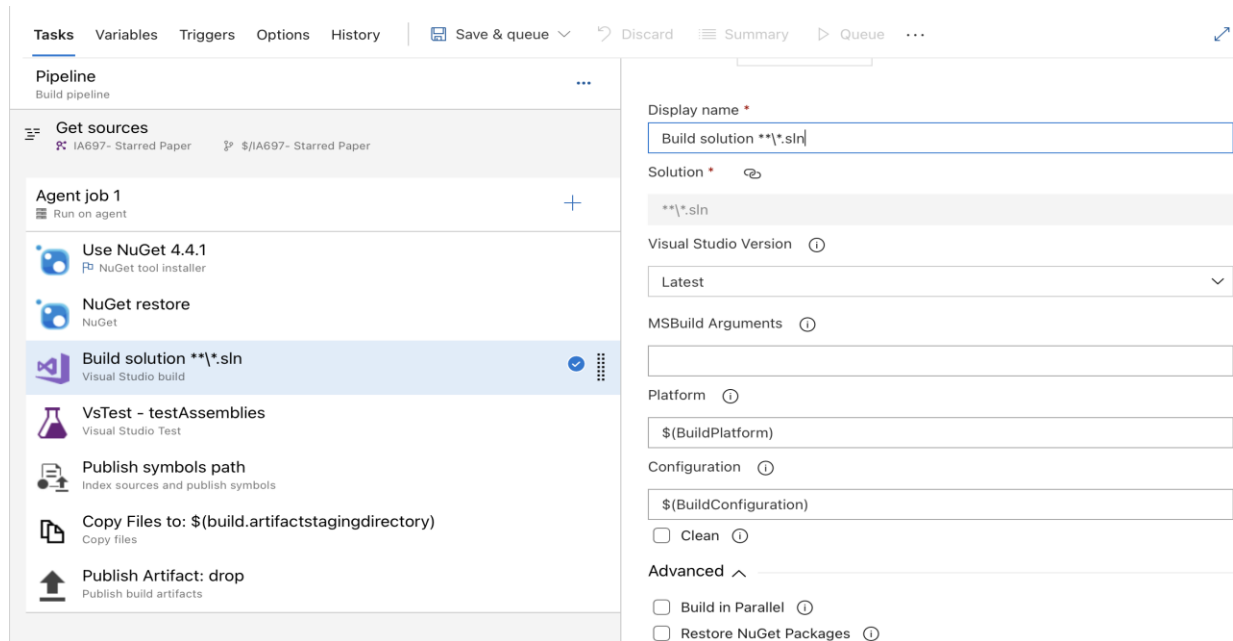 Tasks Variables Triggers Options History Save & queue Discard Summary Queue ...
Pipeline
Build pipeline
Get sources
IA697- Starred Paper $/IA697- Starred Paper
Agent job 1
Run on agent
Use NuGet 4.4.1
NuGet tool installer
NuGet restore
NuGet
Build solution **\*.sln
Visual Studio build
VsTest - testAssemblies
Visual Studio Test
Publish symbols path
Index sources and publish symbols
Copy Files to: $(build.artifactstagingdirectory)
Copy files
Publish Artifact: drop
Publish build artifacts
Display name *
Build solution **\*.sln
Solution *
**\*.sln
Visual Studio Version
Latest
MSBuild Arguments
Platform
$(BuildPlatform)
Configuration
$(BuildConfiguration)
Clean
Advanced
Build in Parallel
Restore NuGet Packages